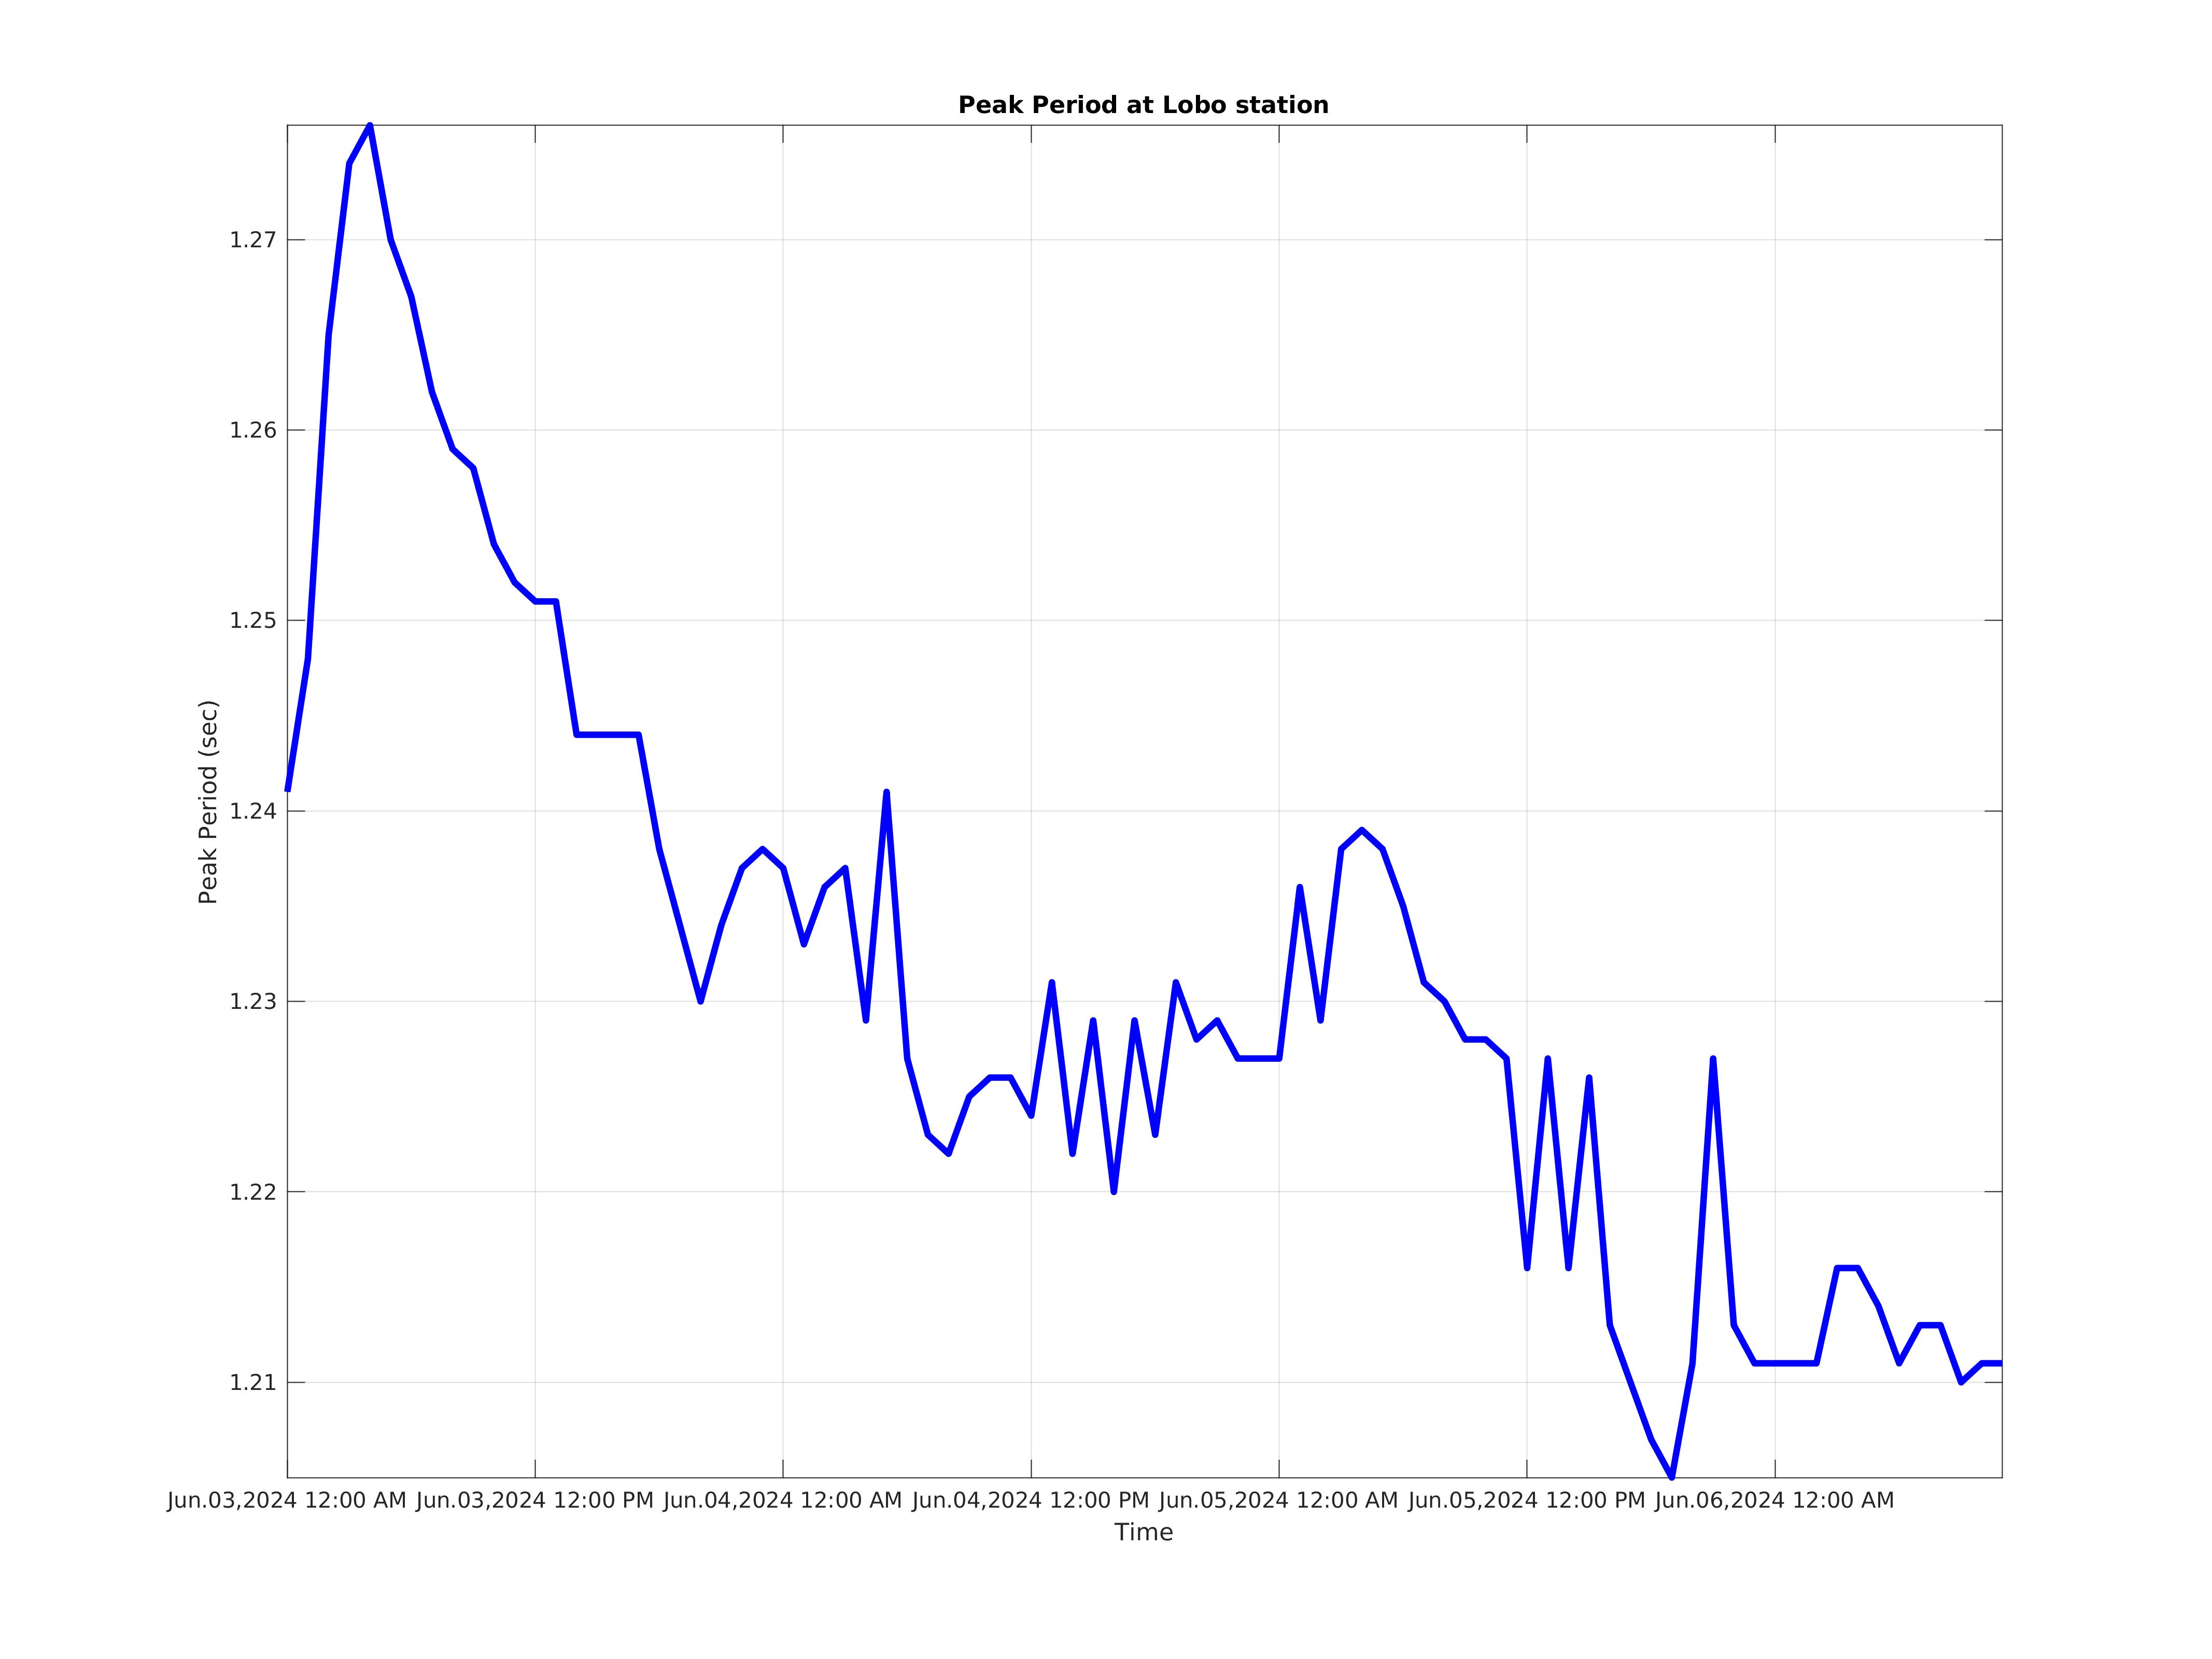 Peak Period at Lobo station
1.27
1.26
1.25
1.24
1.23
1.22
1.21
Peak Period (sec)
Jun.03,2024 12:00 AM Jun.03,2024 12:00 PM Jun.04,2024 12:00 AM Jun.04,2024 12:00 PM Jun.05,2024 12:00 AM Jun.05,2024 12:00 PM Jun.06,2024 12:00 AM
Time